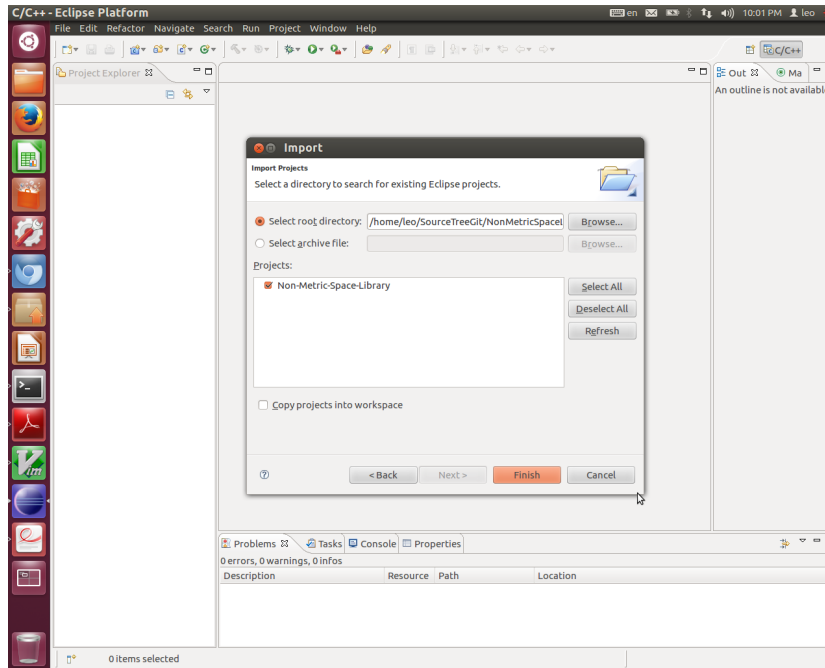 C/C++ - Eclipse Platform
en
10:01 PM
leo
File Edit Refactor Navigate Search Run Project Window Help
C/C++
Project Explorer
Out
Ma
An outline is not availabl
Import
Import Projects
Select a directory to search for existing Eclipse projects.
Select root directory: /home/leo/SourceTreeGit/NonMetricSpaceL Browse...
Select archive file: Browse...
Projects:
Non-Metric-Space-Library
Select All
Deselect All
Refresh
Copy projects into workspace
< Back Next > Finish Cancel
Problems Tasks Console Properties
0 errors, 0 warnings, 0 infos
Description Resource Path Location
0 items selected